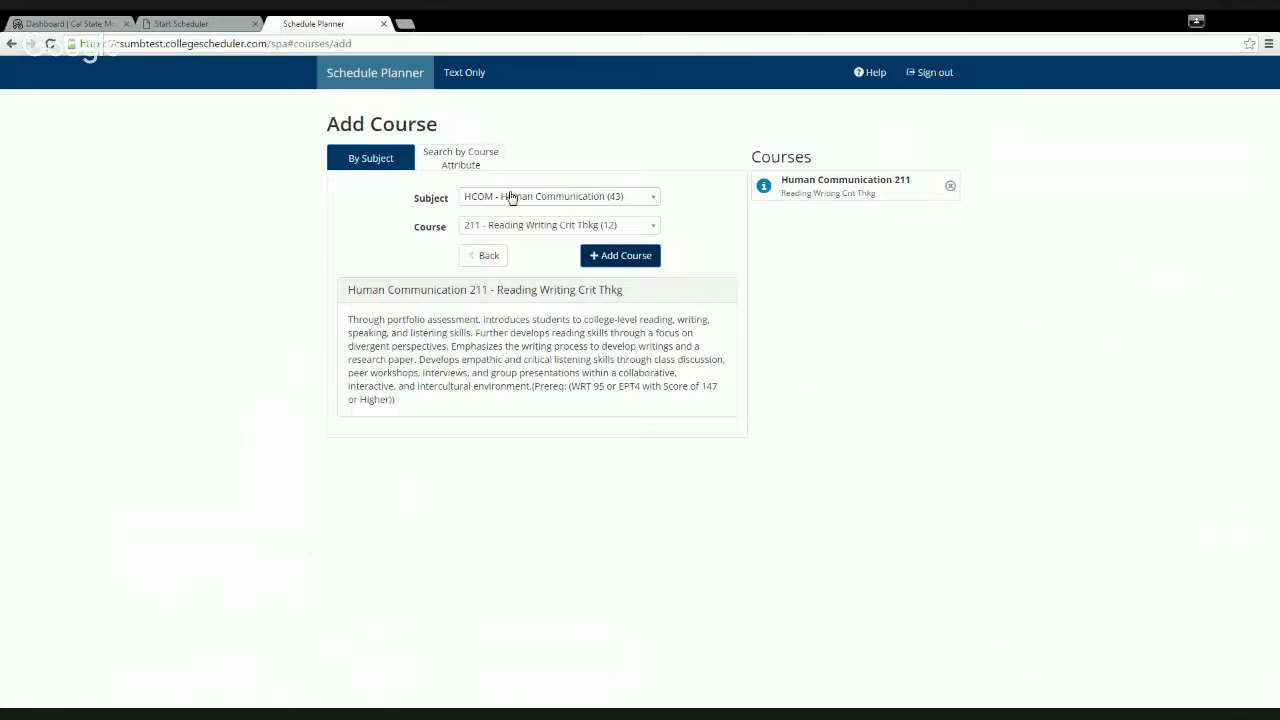 Dashboard | Cal State Mo
Start Scheduler
Schedule Planner
https://csumbtest.collegescheduler.com/spa#courses/add
Google
Schedule Planner
Text Only
Help
Sign out
Add Course
By Subject
Search by Course
Attribute
Subject
HCOM - Human Communication (43)
Course
211 - Reading Writing Crit Thkg (12)
Back
Add Course
Human Communication 211 - Reading Writing Crit Thkg
Through portfolio assessment, introduces students to college-level reading, writing,
speaking, and listening skills. Further develops reading skills through a focus on
divergent perspectives. Emphasizes the writing process to develop writings and a
research paper. Develops empathic and critical listening skills through class discussion,
peer workshops, interviews, and group presentations within a collaborative,
interactive, and intercultural environment.(Prereq: (WRT 95 or EPT4 with Score of 147
or Higher))
Courses
Human Communication 211
Reading Writing Crit Thkg